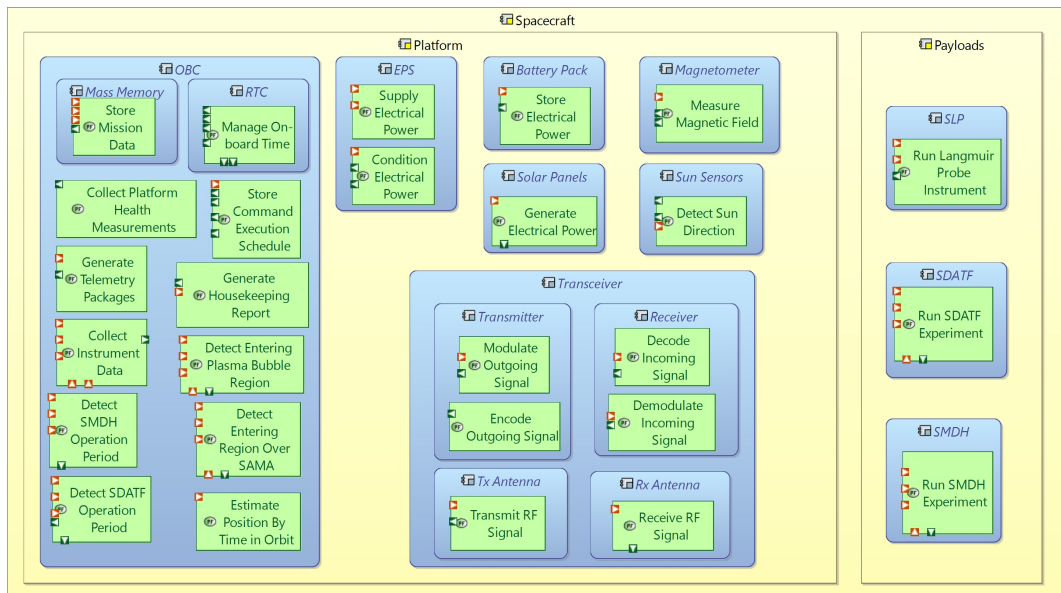 Spacecraft
Platform
OBC
Mass Memory
Store
Mission
Data
RTC
Manage On-
board Time
Collect Platform
Health
Measurements
Store
Command
Execution
Schedule
Generate
Telemetry
Packages
Generate
Housekeeping
Report
Collect
Instrument
Data
Detect Entering
Plasma Bubble
Region
Detect
SMDH
Operation
Period
Detect
Entering
Region Over
SAMA
Detect SDATF
Operation
Period
Estimate
Position By
Time in Orbit
EPS
Supply
Electrical
Power
Condition
Electrical
Power
Battery Pack
Store
Electrical
Power
Magnetometer
Measure
Magnetic Field
Solar Panels
Generate
Electrical Power
Sun Sensors
Detect Sun
Direction
Transceiver
Transmitter
Modulate
Outgoing
Signal
Encode
Outgoing Signal
Receiver
Decode
Incoming
Signal
Demodulate
Incoming
Signal
Tx Antenna
Transmit RF
Signal
Rx Antenna
Receive RF
Signal
Payloads
SLP
Run Langmuir
Probe
Instrument
SDATF
Run SDATF
Experiment
SMDH
Run SMDH
Experiment